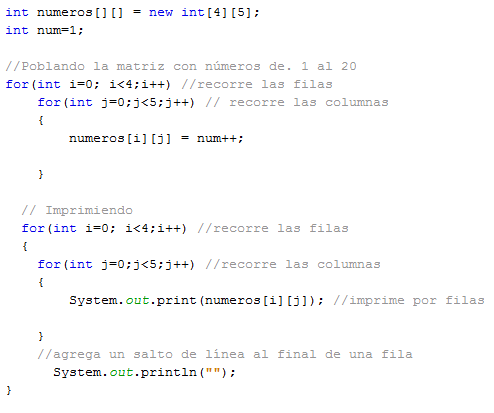 int numeros[][] = new int[4][5];
int num=1;
//Poblando la matriz con números de. 1 al 20
for(int i=0; i<4;i++) //recorre las filas
for(int j=0;j<5;j++) // recorre las columnas
{
numeros[i][j] = num++;
}
// Imprimiendo
for(int i=0; i<4;i++) //recorre las filas
{
for(int j=0;j<5;j++) //recorre las columnas
{
System.out.print(numeros[i][j]); //imprime por filas
}
//agrega un salto de línea al final de una fila
System.out.println("");
}